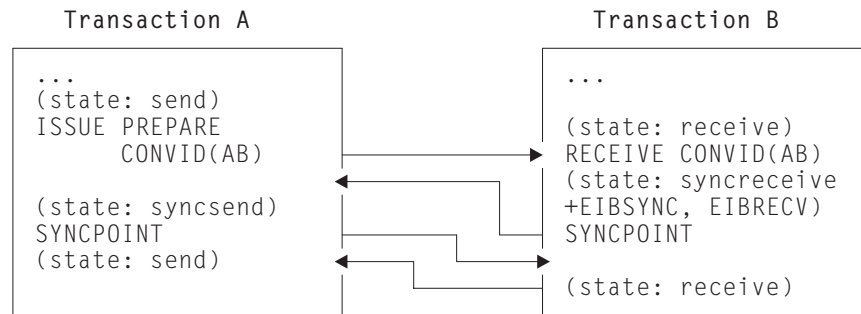 Transaction A
Transaction B
...
(state: send)
ISSUE PREPARE
CONVID(AB)
(state: syncsend)
SYNCPOINT
(state: send)
...
(state: receive)
RECEIVE CONVID(AB)
(state: syncreceive
+EIBSYNC, EIBRECV)
SYNCPOINT
(state: receive)